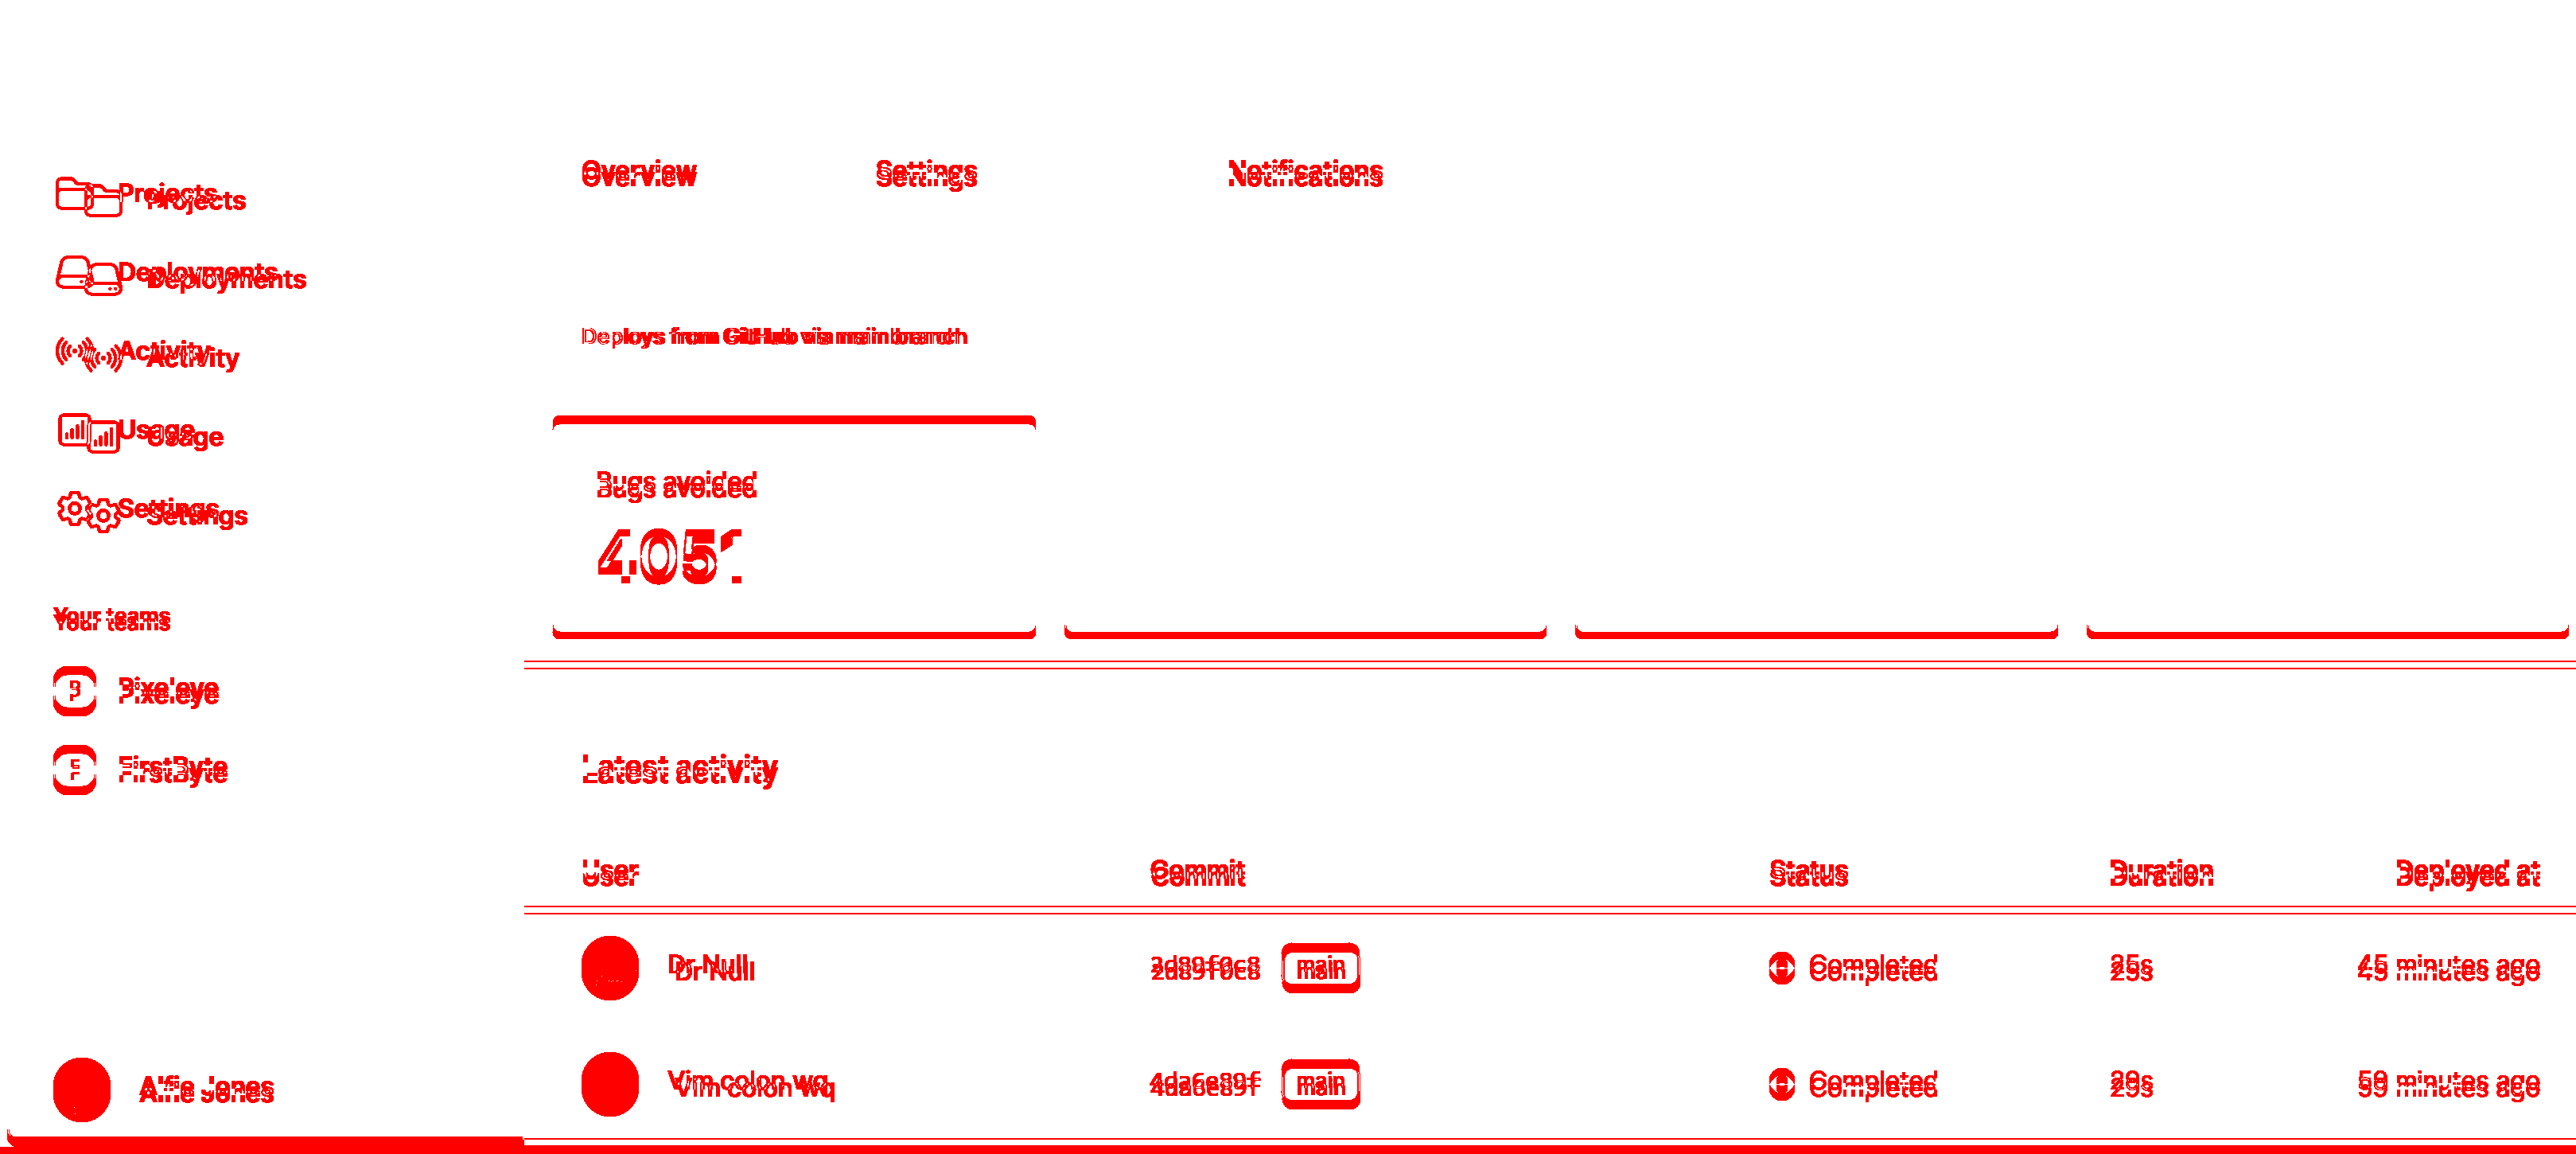 Overview Settings Notifications
Projects
Deployments
Activity
Usage
Settings
Deploys from GitHub via main branch
Bugs avoided
4051
Your teams
P Pixeleye
F FirstByte
Latest activity
User Commit Status Duration Deployed at
Dr Null 2d89f0c8 main Completed 25s 45 minutes ago
Vim colon wq 4da6e89f main Completed 29s 59 minutes ago
Alfie Jones